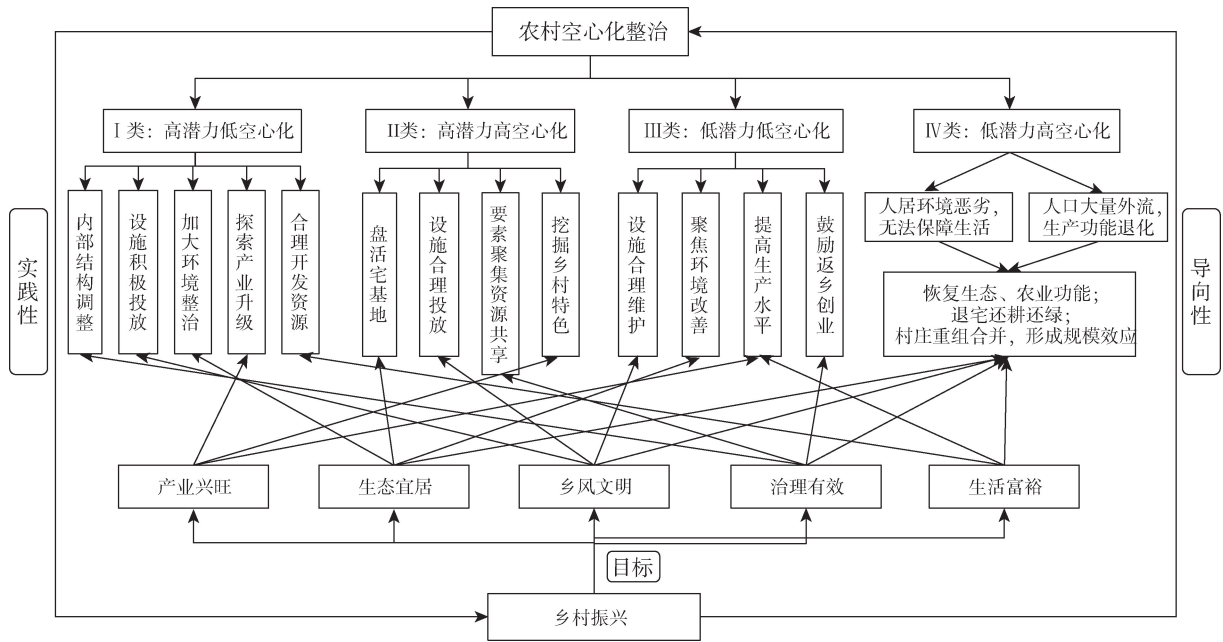 农村空心化整治
Ⅰ类：高潜力低空心化
Ⅱ类：高潜力高空心化
Ⅲ类：低潜力低空心化
Ⅳ类：低潜力高空心化
实践性
内部结构调整
设施积极投放
加大环境整治
探索产业升级
合理开发资源
盘活宅基地
设施合理投放
要素聚集资源共享
挖掘乡村特色
设施合理维护
聚焦环境改善
提高生产水平
鼓励返乡创业
人居环境恶劣，
无法保障生活
人口大量外流，
生产功能退化
恢复生态、农业功能；
退宅还耕还绿；
村庄重组合并，形成规模效应
导向性
产业兴旺
生态宜居
乡风文明
治理有效
生活富裕
目标
乡村振兴